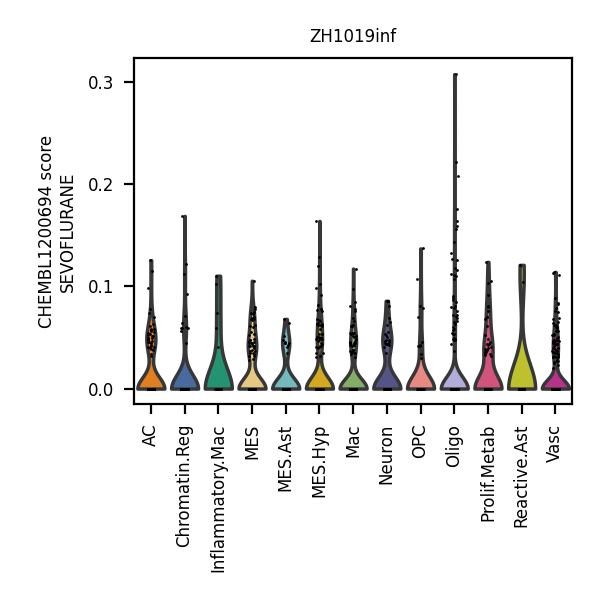 ZH1019inf
CHEMBL1200694 score
SEVOFLURANE
0.3
0.2
0.1
0.0
AC
Chromatin.Reg
Inflammatory.Mac
MES
MES.Ast
MES.Hyp
Mac
Neuron
OPC
Oligo
Prolif.Metab
Reactive.Ast
Vasc